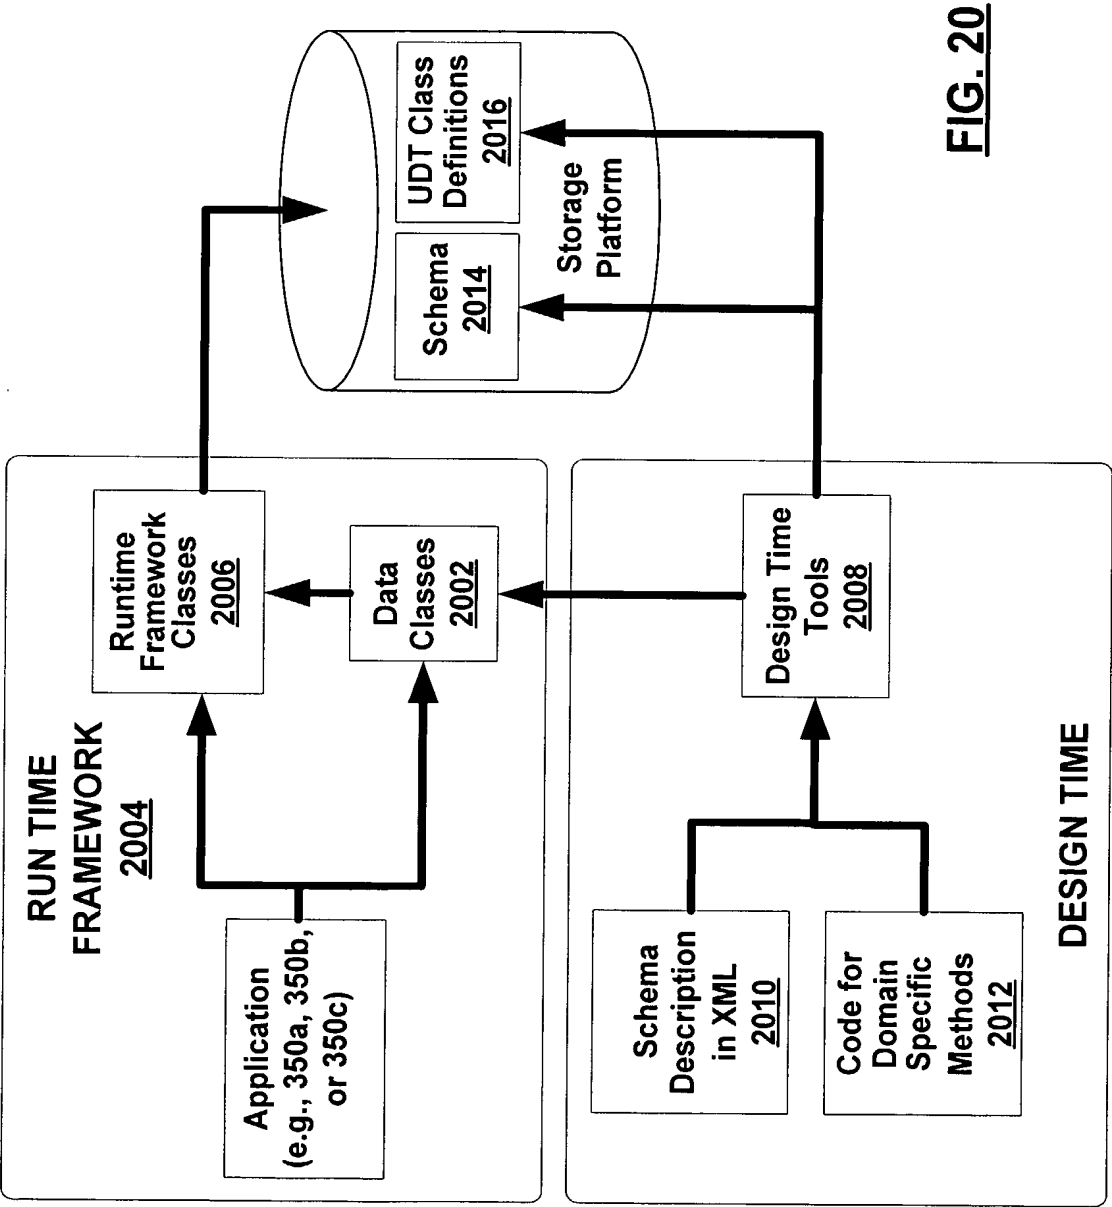 RUN TIME
FRAMEWORK
2004
Application
(e.g., 350a, 350b,
or 350c)
Runtime
Framework
Classes
2006
Data
Classes
2002
Schema
2014
UDT Class
Definitions
2016
Storage
Platform
Schema
Description
in XML
2010
Code for
Domain
Specific
Methods
2012
Design Time
Tools
2008
DESIGN TIME
FIG. 20